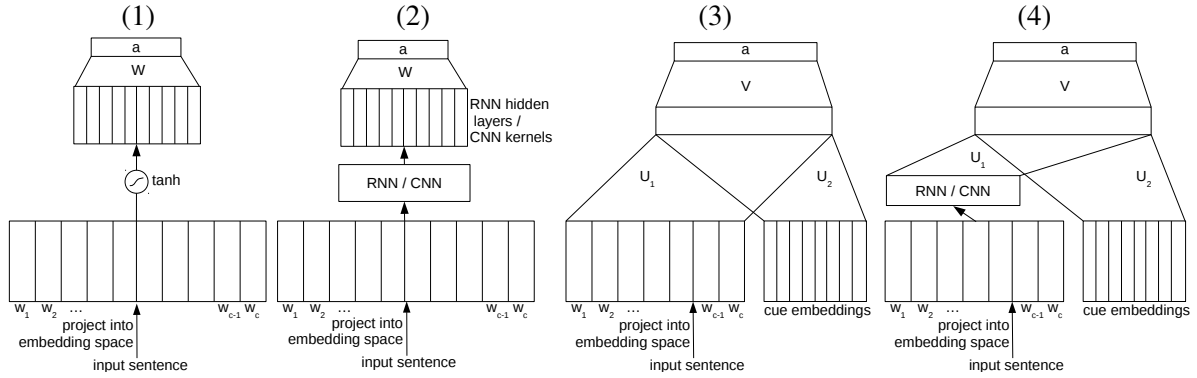 (1)
a
W
tanh
w1 w2 ... wc-1 wc
project into
embedding space
input sentence
(2)
a
W
RNN hidden
layers /
CNN kernels
RNN / CNN
w1 w2 ... wc-1 wc
project into
embedding space
input sentence
(3)
a
V
U1
U2
w1 w2 ... wc-1 wc
cue embeddings
project into
embedding space
input sentence
(4)
a
V
U1
U2
RNN / CNN
w1 w2 ... wc-1 wc
cue embeddings
project into
embedding space
input sentence